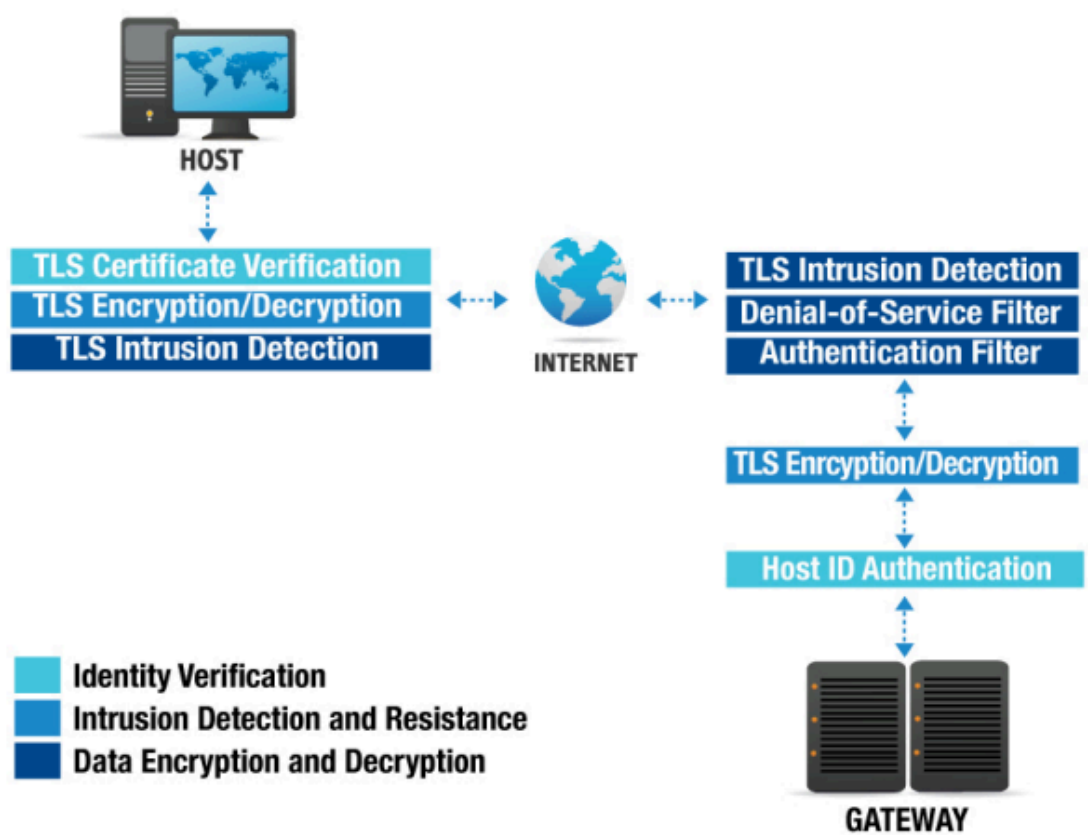 HOST
TLS Certificate Verification
TLS Encryption/Decryption
TLS Intrusion Detection
INTERNET
TLS Intrusion Detection
Denial-of-Service Filter
Authentication Filter
TLS Enrcyption/Decryption
Host ID Authentication
Identity Verification
Intrusion Detection and Resistance
Data Encryption and Decryption
GATEWAY